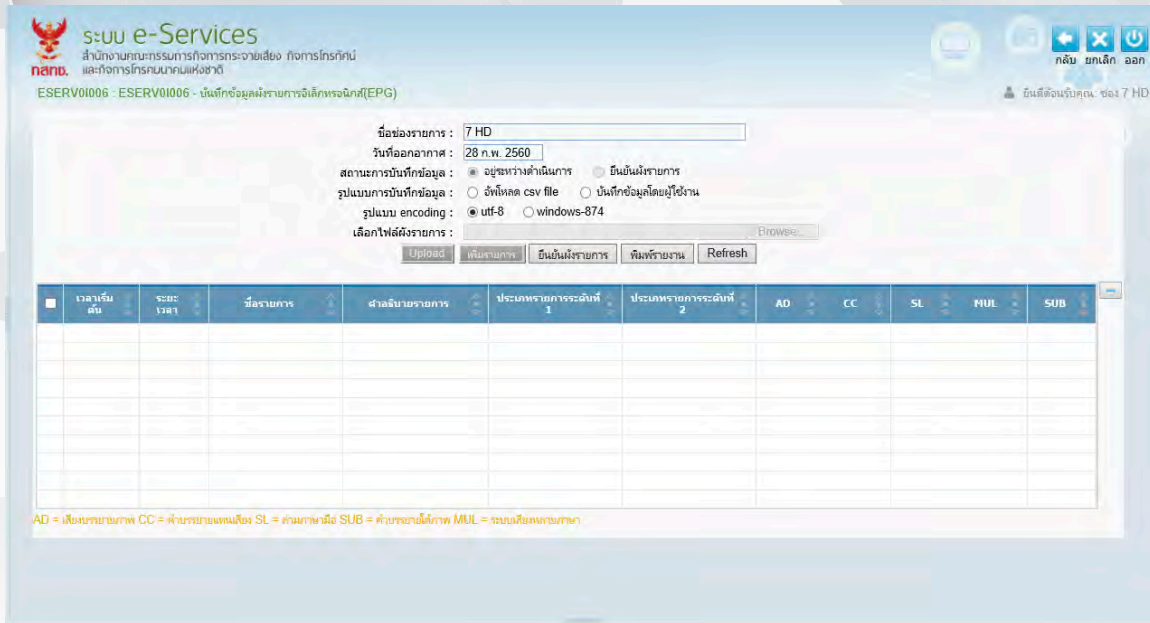 ระบบ e-Services
สำนักงานคณะกรรมการกิจการกระจายเสียง กิจการโทรทัศน์
และกิจการโทรคมนาคมแห่งชาติ
กสทช.
กลับ ยกเลิก ออก
ESERV0I006 : ESERV0I006 - บันทึกข้อมูลผังรายการอิเล็กทรอนิกส์(EPG)
ยินดีต้อนรับคุณ: ช่อง 7 HD
ชื่อช่องรายการ : 7 HD
วันที่ออกอากาศ : 28 ก.พ. 2560
สถานะการบันทึกข้อมูล : อยู่ระหว่างดำเนินการ ยืนยันผังรายการ
รูปแบบการบันทึกข้อมูล : อัพโหลด csv file บันทึกข้อมูลโดยผู้ใช้งาน
รูปแบบ encoding : utf-8 windows-874
เลือกไฟล์ผังรายการ : Browse...
Upload เพิ่มรายการ ยืนยันผังรายการ พิมพ์รายงาน Refresh
เวลาเริ่มต้น ระยะเวลา ชื่อรายการ คำอธิบายรายการ ประเภทรายการระดับที่ 1 ประเภทรายการระดับที่ 2 AD CC SL MUL SUB
AD = เสียงบรรยายภาพ CC = คำบรรยายแทนเสียง SL = ล่ามภาษามือ SUB = คำบรรยายใต้ภาพ MUL = ระบบเสียงหลายภาษา